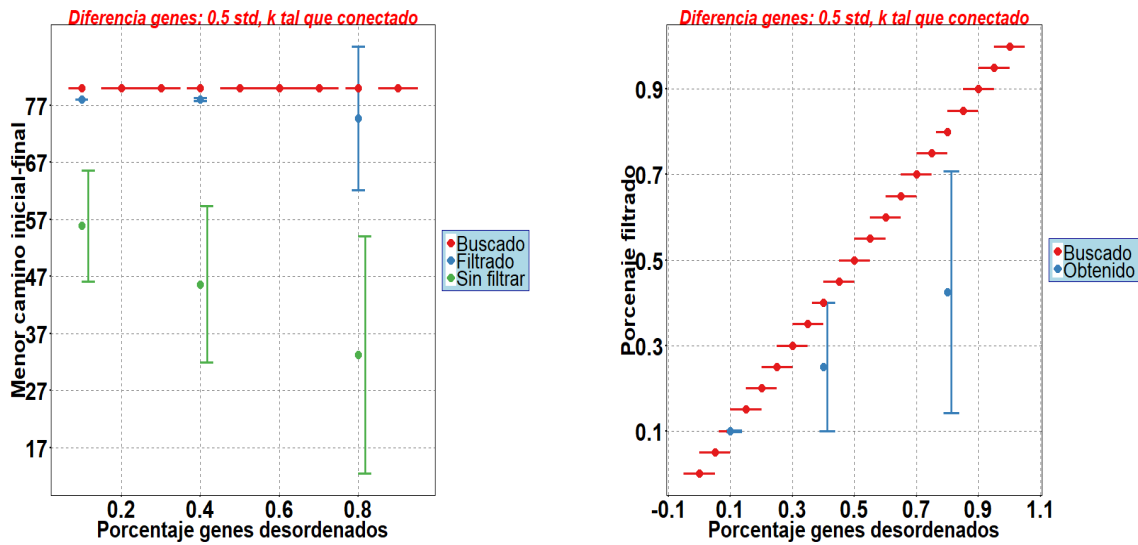 Diferencia genes: 0.5 std, k tal que conectado
Menor camino inicial-final
77
67
57
47
37
27
17
0.2 0.4 0.6 0.8
Porcentaje genes desordenados
Buscado
Filtrado
Sin filtrar
Diferencia genes: 0.5 std, k tal que conectado
Porcenaje filtrado
0.9
0.7
0.5
0.3
0.1
-0.1 0.1 0.3 0.5 0.7 0.9 1.1
Porcentaje genes desordenados
Buscado
Obtenido